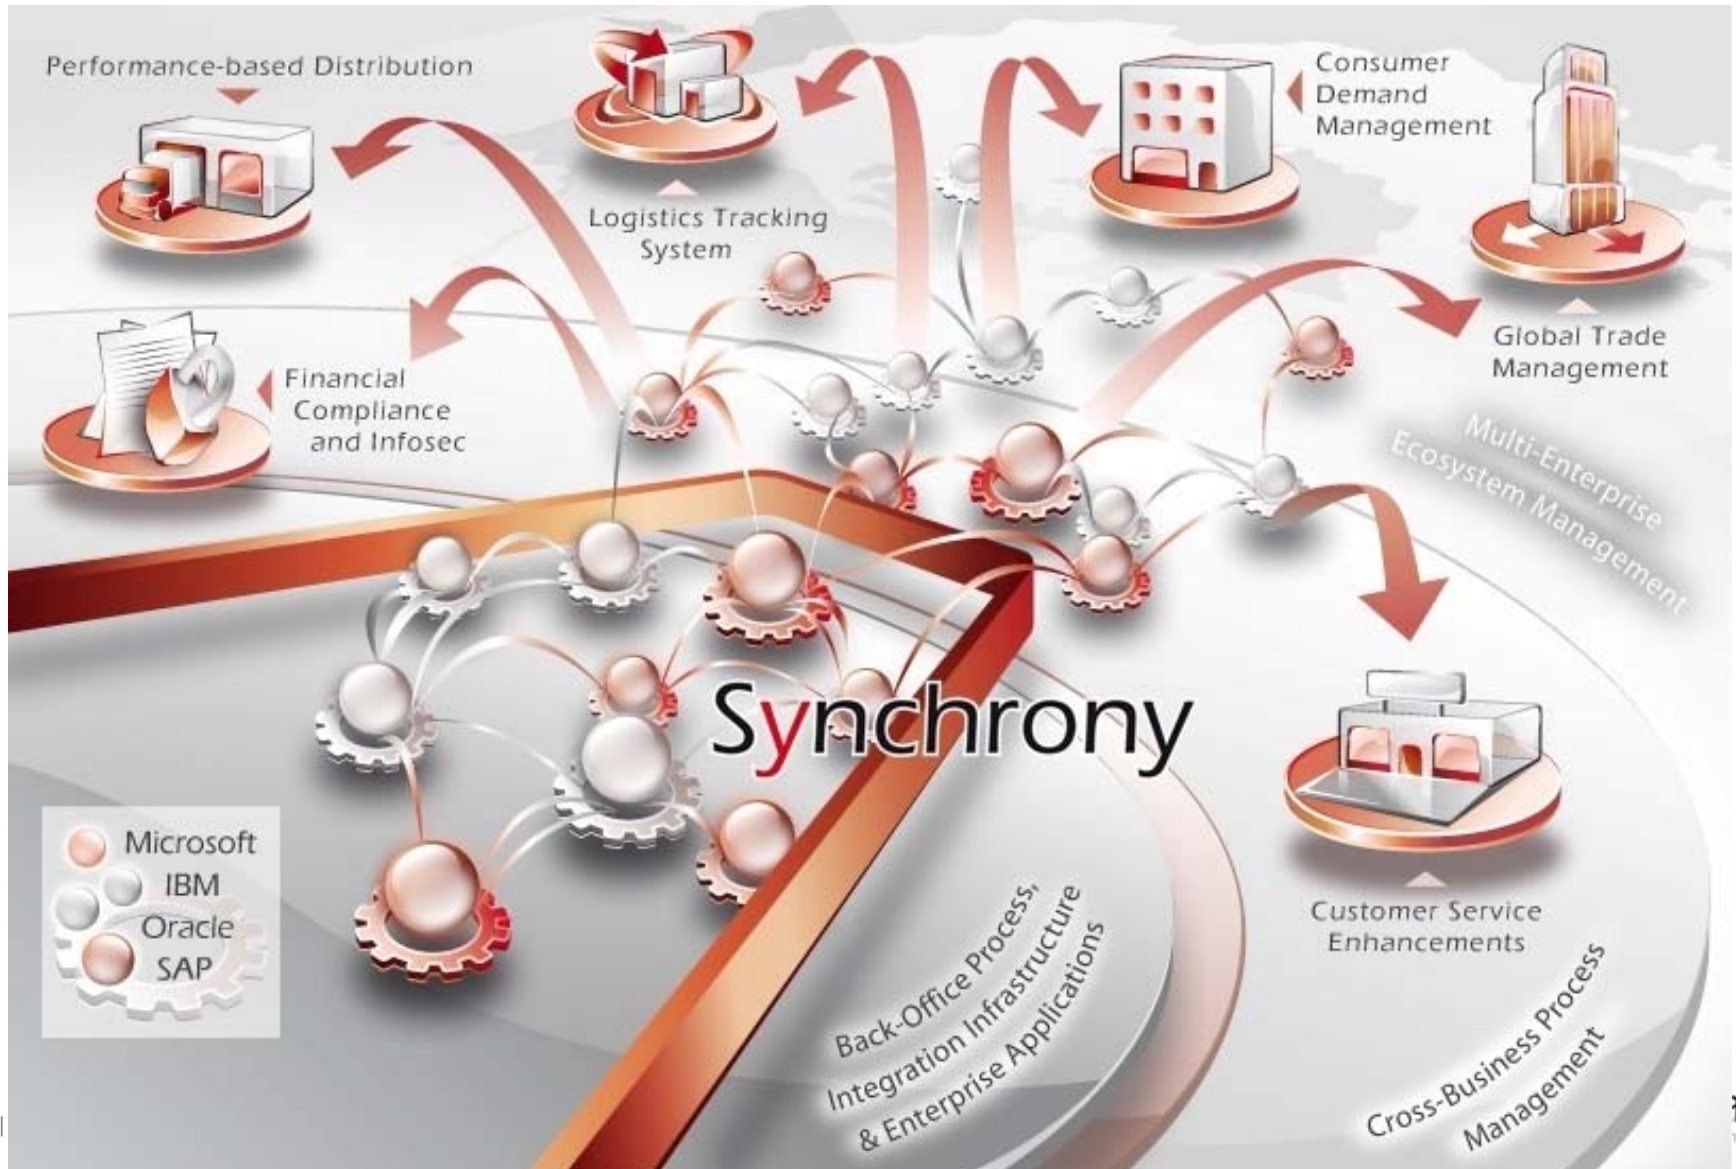 Performance-based Distribution
Logistics Tracking
System
Consumer
Demand
Management
Global Trade
Management
Financial
Compliance
and Infosec
Multi-Enterprise
Ecosystem Management
Synchrony
Microsoft
IBM
Oracle
SAP
Customer Service
Enhancements
Back-Office Process,
Integration Infrastructure
& Enterprise Applications
Cross-Business Process
Management